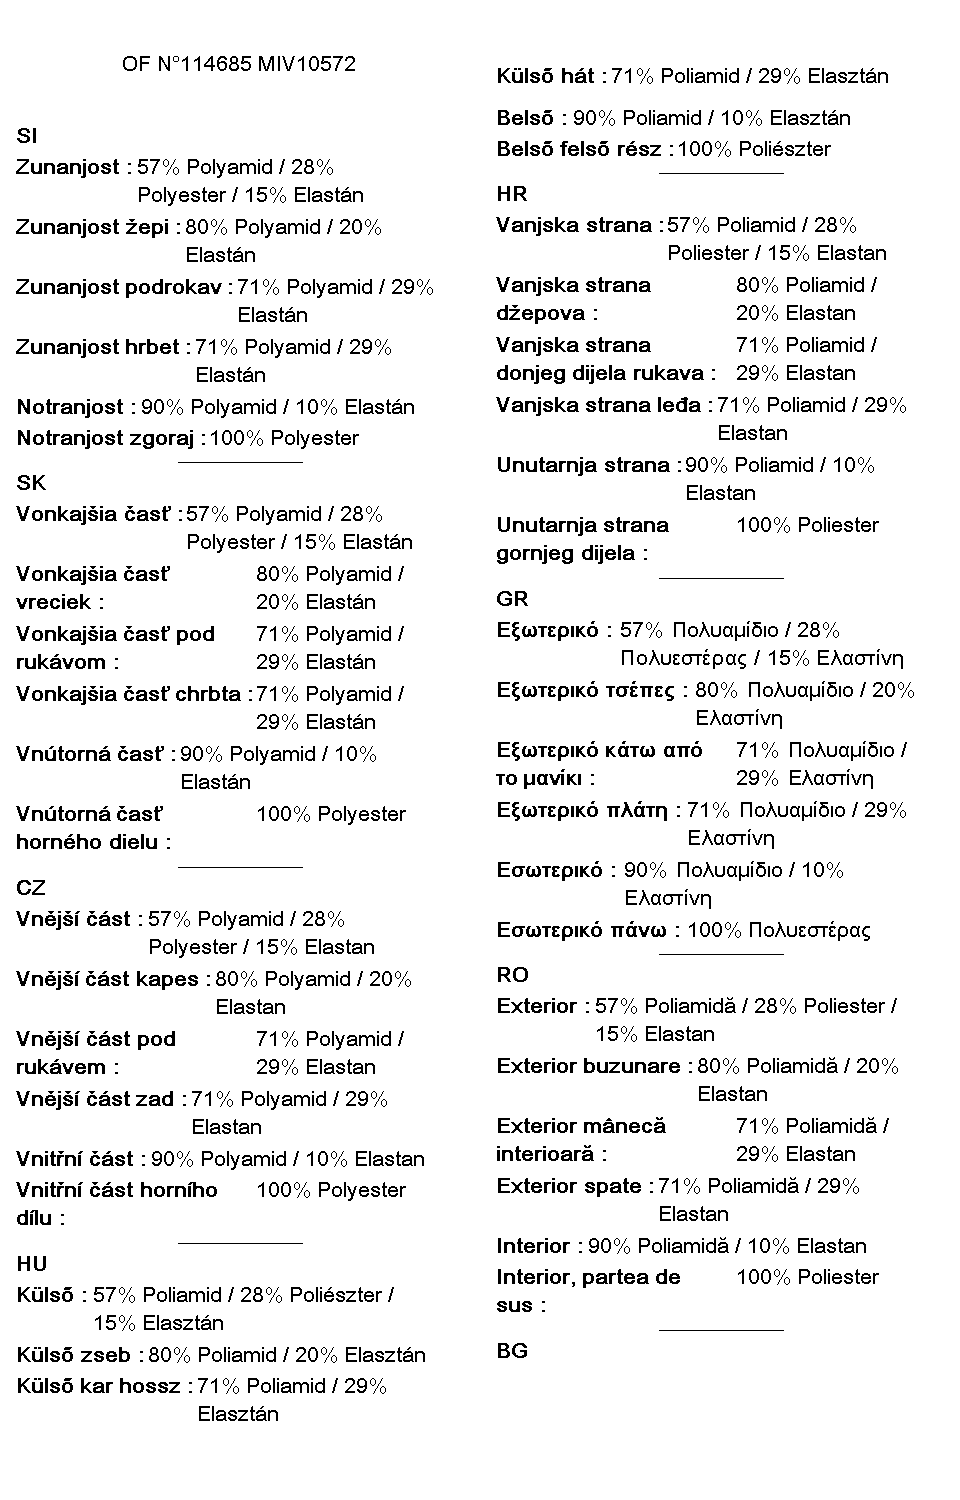 OF N°114685 MIV10572
SI
Zunanjost : 57% Polyamid / 28%
Polyester / 15% Elastán
Zunanjost žepi : 80% Polyamid / 20%
Elastán
Zunanjost podrokav : 71% Polyamid / 29%
Elastán
Zunanjost hrbet : 71% Polyamid / 29%
Elastán
Notranjost : 90% Polyamid / 10% Elastán
Notranjost zgoraj : 100% Polyester
SK
Vonkajšia časť : 57% Polyamid / 28%
Polyester / 15% Elastán
Vonkajšia časť 80% Polyamid /
vreciek : 20% Elastán
Vonkajšia časť pod 71% Polyamid /
rukávom : 29% Elastán
Vonkajšia časť chrbta : 71% Polyamid /
29% Elastán
Vnútorná časť : 90% Polyamid / 10%
Elastán
Vnútorná časť 100% Polyester
horného dielu :
CZ
Vnější část : 57% Polyamid / 28%
Polyester / 15% Elastan
Vnější část kapes : 80% Polyamid / 20%
Elastan
Vnější část pod 71% Polyamid /
rukávem : 29% Elastan
Vnější část zad : 71% Polyamid / 29%
Elastan
Vnitřní část : 90% Polyamid / 10% Elastan
Vnitřní část horního 100% Polyester
dílu :
HU
Külsõ : 57% Poliamid / 28% Poliészter /
15% Elasztán
Külsõ zseb : 80% Poliamid / 20% Elasztán
Külsõ kar hossz : 71% Poliamid / 29%
Elasztán
Külsõ hát : 71% Poliamid / 29% Elasztán
Belsõ : 90% Poliamid / 10% Elasztán
Belsõ felsõ rész : 100% Poliészter
HR
Vanjska strana : 57% Poliamid / 28%
Poliester / 15% Elastan
Vanjska strana 80% Poliamid /
džepova : 20% Elastan
Vanjska strana 71% Poliamid /
donjeg dijela rukava : 29% Elastan
Vanjska strana leđa : 71% Poliamid / 29%
Elastan
Unutarnja strana : 90% Poliamid / 10%
Elastan
Unutarnja strana 100% Poliester
gornjeg dijela :
GR
Εξωτερικό : 57% Πολυαμίδιο / 28%
Πολυεστέρας / 15% Ελαστίνη
Εξωτερικό τσέπες : 80% Πολυαμίδιο / 20%
Ελαστίνη
Εξωτερικό κάτω από 71% Πολυαμίδιο /
το μανίκι : 29% Ελαστίνη
Εξωτερικό πλάτη : 71% Πολυαμίδιο / 29%
Ελαστίνη
Εσωτερικό : 90% Πολυαμίδιο / 10%
Ελαστίνη
Εσωτερικό πάνω : 100% Πολυεστέρας
RO
Exterior : 57% Poliamidă / 28% Poliester /
15% Elastan
Exterior buzunare : 80% Poliamidă / 20%
Elastan
Exterior mânecă 71% Poliamidă /
interioară : 29% Elastan
Exterior spate : 71% Poliamidă / 29%
Elastan
Interior : 90% Poliamidă / 10% Elastan
Interior, partea de 100% Poliester
sus :
BG